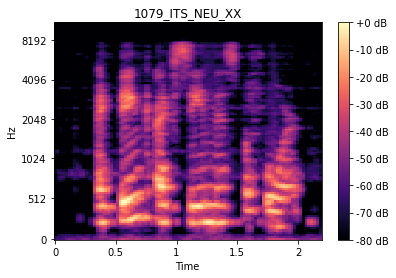 1079_ITS_NEU_XX
8192
4096
2048
1024
512
0
Hz
0
0.5
1
1.5
2
Time
+0 dB
-10 dB
-20 dB
-30 dB
-40 dB
-50 dB
-60 dB
-70 dB
-80 dB